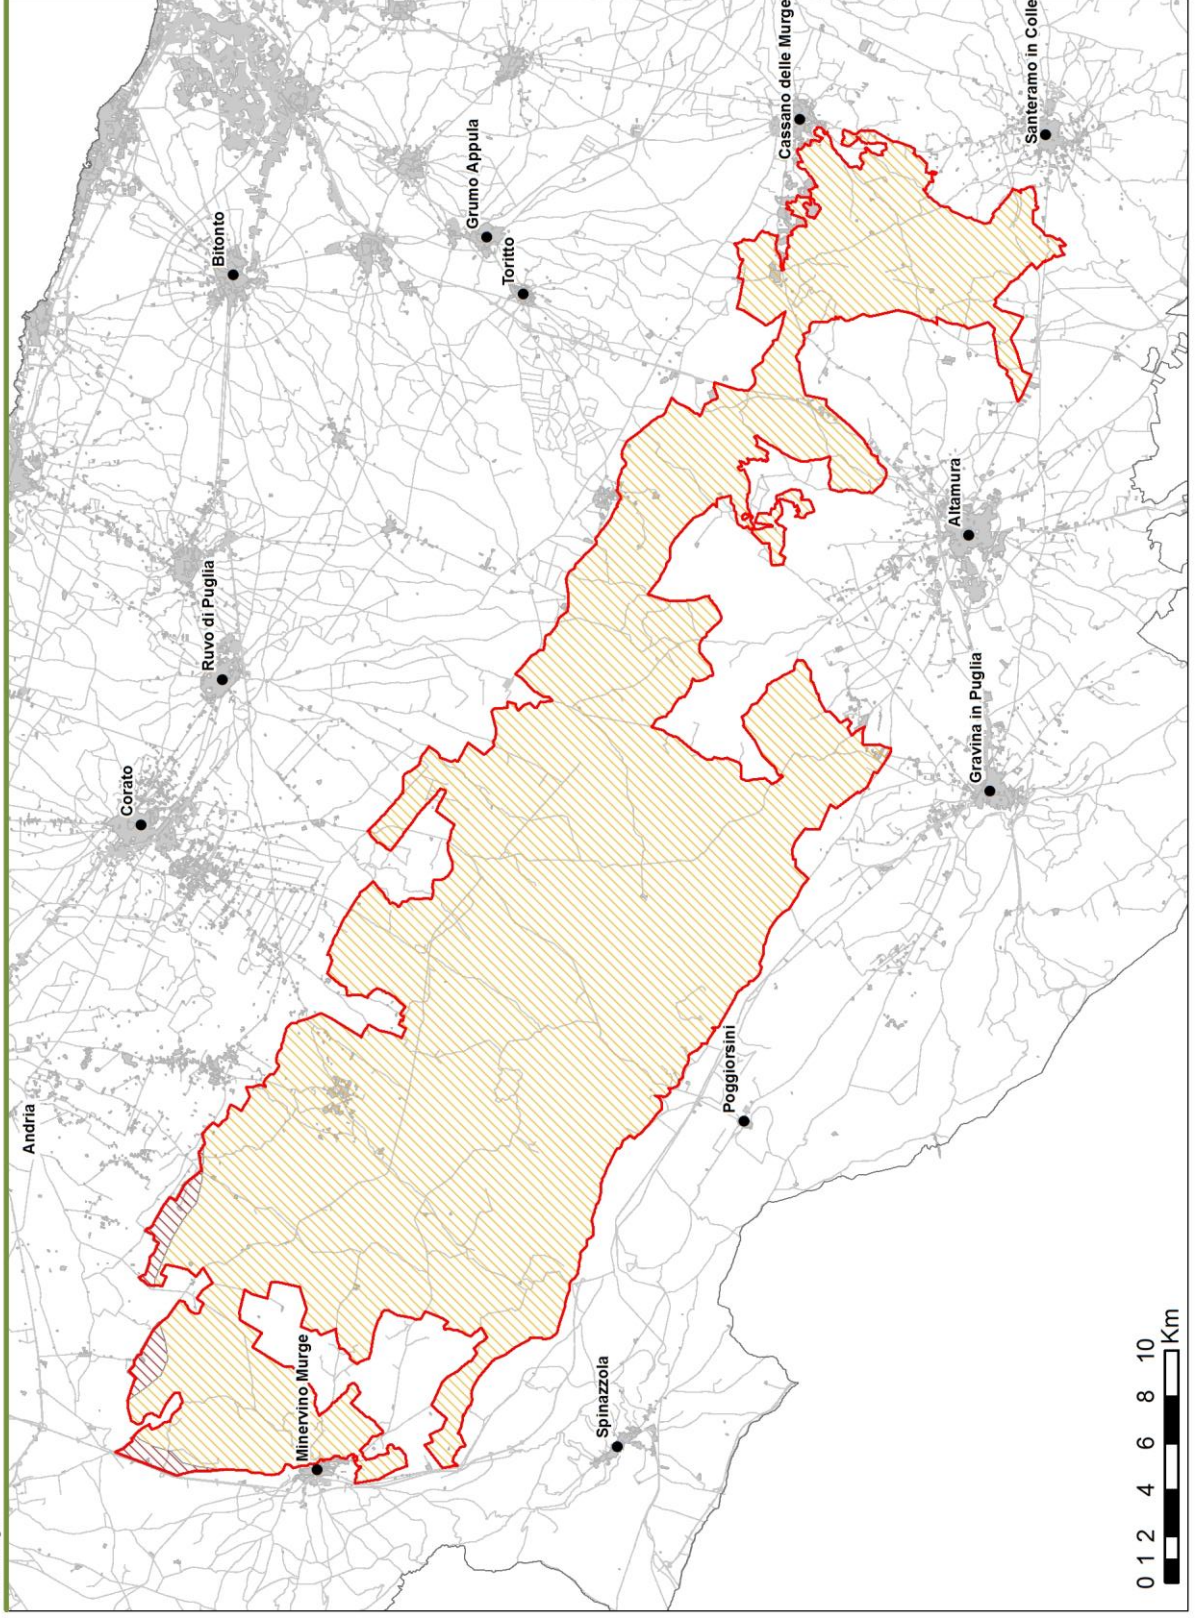 Andria
Corato
Ruvo di Puglia
Bitonto
Grumo Appula
Toritto
Cassano delle Murge
Santeramo in Colle
Minervino Murge
Spinazzola
Poggiorsini
Gravina in Puglia
Altamura
0 1 2 4 6 8 10
Km